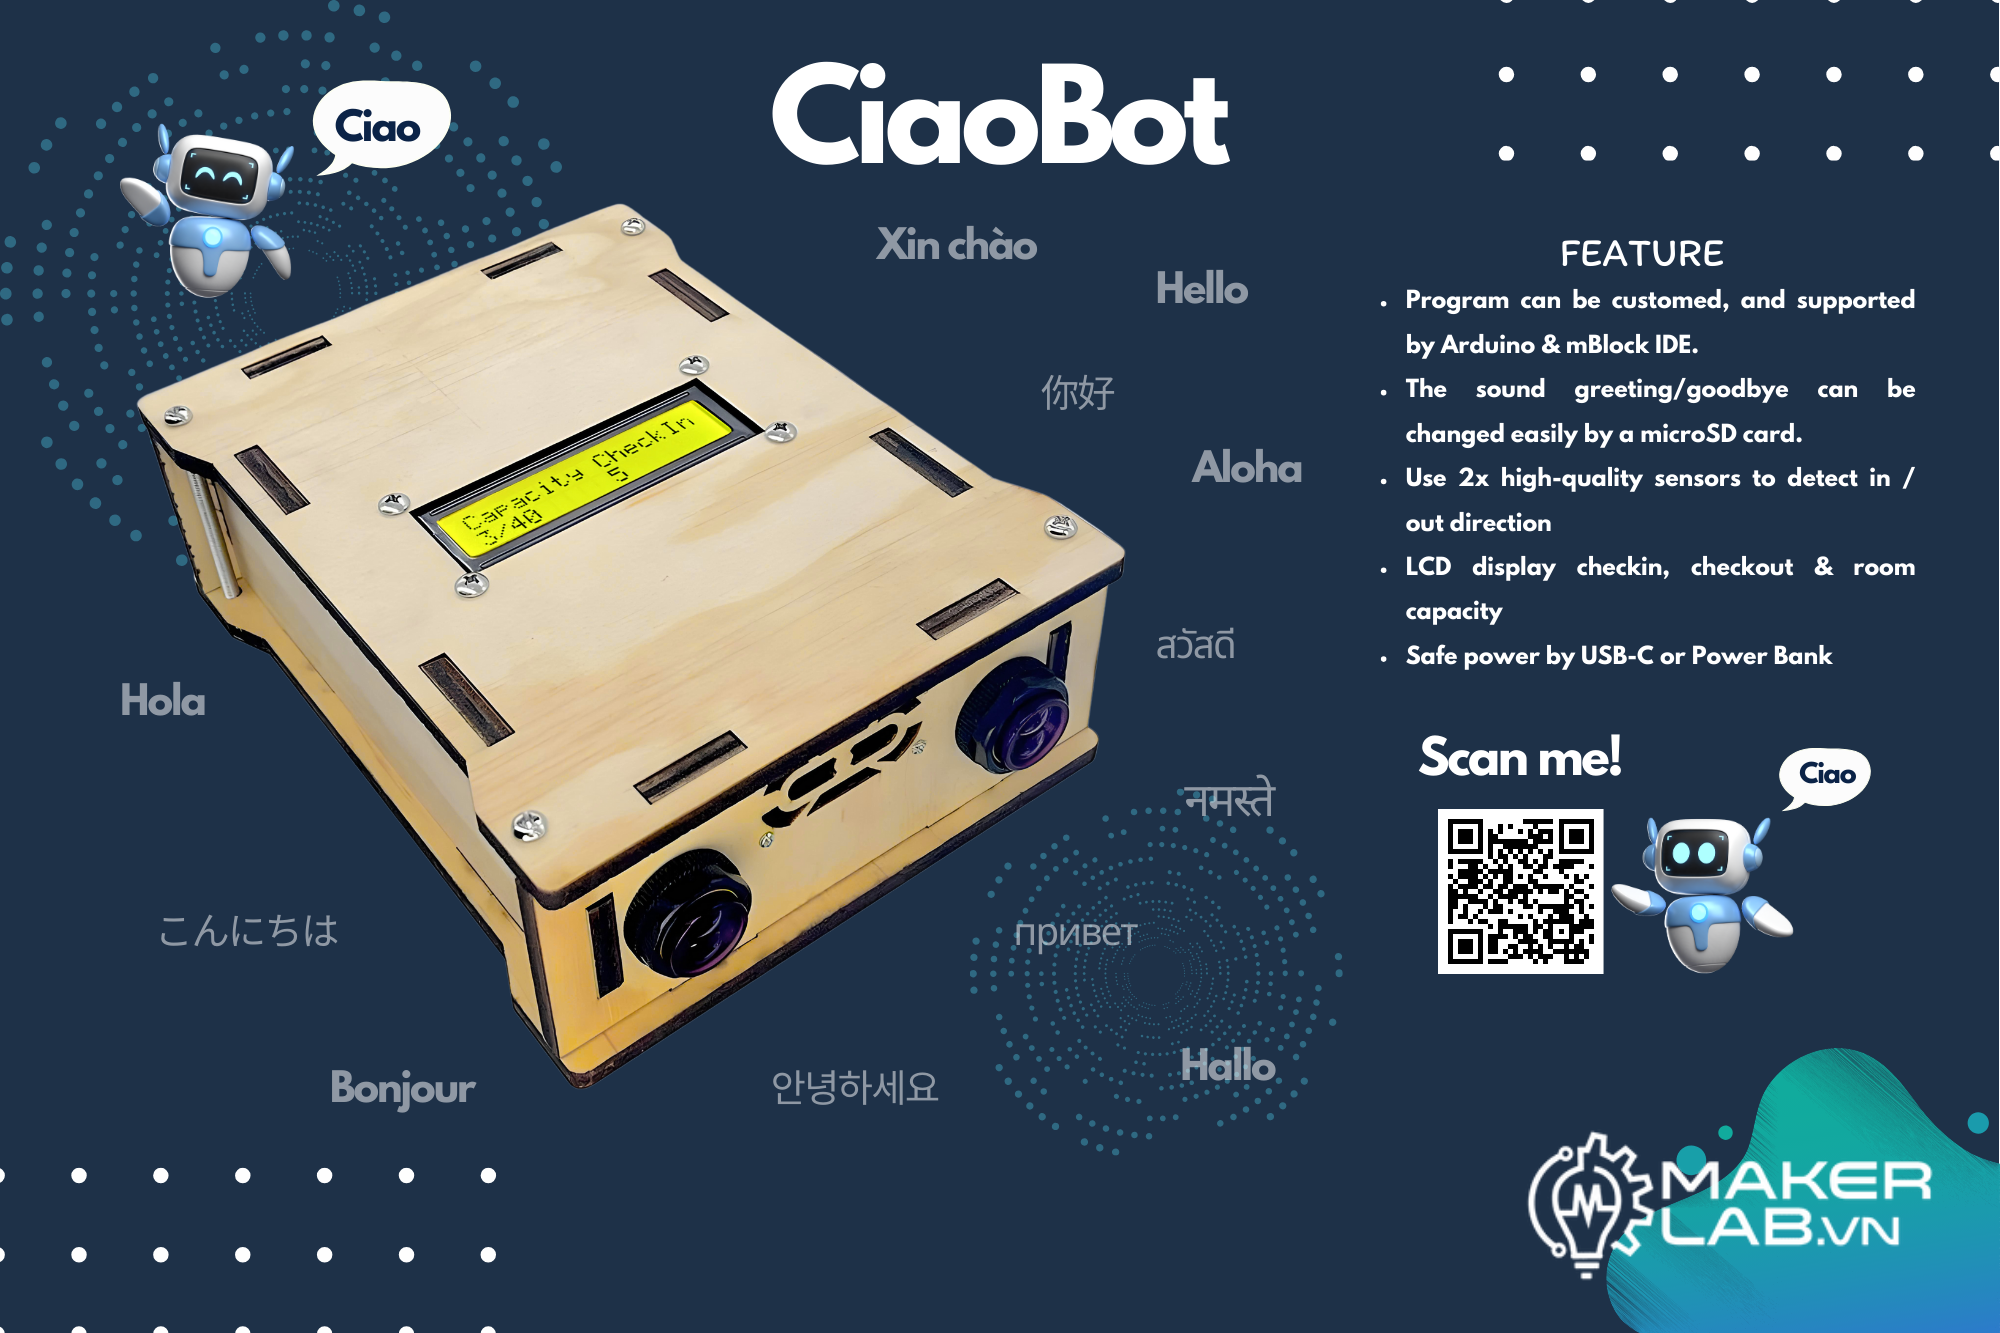 CiaoBot
Ciao
Xin chào
Hello
你好
Aloha
สวัสดี
नमस्ते
привет
Hallo
안녕하세요
Bonjour
こんにちは
Hola
Capacity CheckIn
3/40 5
FEATURE
Program can be customed, and supported
by Arduino & mBlock IDE.
The sound greeting/goodbye can be
changed easily by a microSD card.
Use 2x high-quality sensors to detect in /
out direction
LCD display checkin, checkout & room
capacity
Safe power by USB-C or Power Bank
Scan me!
Ciao
MAKER
LAB.VN